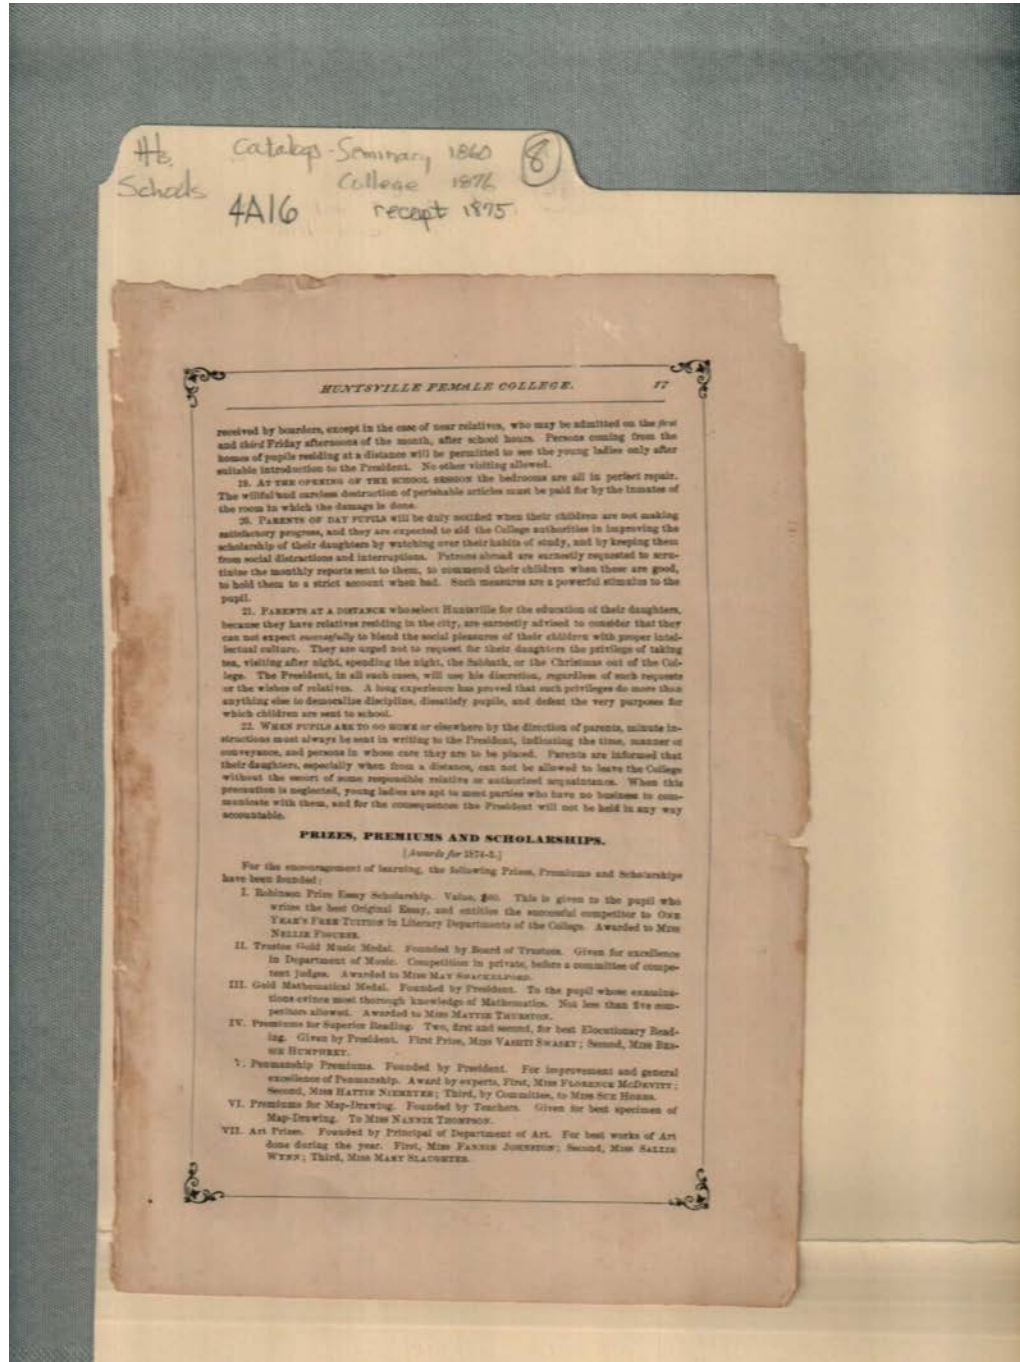 Hs. Catalogs - Seminary 1860 8
Schools College 1876
4A16 receipt 1875
HUNTSVILLE FEMALE COLLEGE. 17
received by boarders, except in the case of near relatives, who may be admitted on the first
and third Friday afternoons of the month, after school hours. Persons coming from the
homes of pupils residing at a distance will be permitted to see the young ladies only after
suitable introduction to the President. No other visiting allowed.
19. AT THE OPENING OF THE SCHOOL SESSION the bedrooms are all in perfect repair.
The willful and careless destruction of perishable articles must be paid for by the inmates of
the room in which the damage is done.
20. PARENTS OF DAY PUPILS will be duly notified when their children are not making
satisfactory progress, and they are expected to aid the College authorities in improving the
scholarship of their daughters by watching over their habits of study, and by keeping them
from social distractions and interruptions. Patrons abroad are earnestly requested to scru-
tinize the monthly reports sent to them, to commend their children when these are good,
to hold them to a strict account when bad. Such measures are a powerful stimulus to the
pupil.
21. PARENTS AT A DISTANCE who select Huntsville for the education of their daughters,
because they have relatives residing in the city, are earnestly advised to consider that they
can not expect successfully to blend the social pleasures of their children with proper intel-
lectual culture. They are urged not to request for their daughters the privilege of taking
tea, visiting after night, spending the night, the Sabbath, or the Christmas out of the Col-
lege. The President, in all such cases, will use his discretion, regardless of such requests
or the wishes of relatives. A long experience has proved that such privileges do more than
anything else to demoralize discipline, dissatisfy pupils, and defeat the very purposes for
which children are sent to school.
22. WHEN PUPILS ARE TO GO HOME or elsewhere by the direction of parents, minute in-
structions must always be sent in writing to the President, indicating the time, manner of
conveyance, and persons in whose care they are to be placed. Parents are informed that
their daughters, especially when from a distance, can not be allowed to leave the College
without the escort of some responsible relative or authorized acquaintance. When this
precaution is neglected, young ladies are apt to meet parties who have no business to com-
municate with them, and for the consequences the President will not be held in any way
accountable.
PRIZES, PREMIUMS AND SCHOLARSHIPS.
[Awards for 1874-5.]
For the encouragement of learning, the following Prizes, Premiums and Scholarships
have been founded:
I. Robinson Prize Essay Scholarship. Value, This is given to the pupil who
writes the best Original Essay, and entitles the successful competitor to ONE
YEAR'S FREE TUITION in Literary Departments of the College. Awarded to MISS
NELLIE
II. Trustee Gold Music Medal. Founded by Board of Trustees. Given for excellence
in Department of Music. Competition in private, before a committee of compe-
tent judges. Awarded to MISS MAY SHACKELFORD.
III. Gold Mathematical Medal. Founded by President. To the pupil whose examina-
tions evince most thorough knowledge of Mathematics. Not less than five com-
petitors allowed. Awarded to MISS MATTIE THURSTON.
IV. Premiums for Superior Reading. Two, first and second, for best Elocutionary Read-
ing. Given by President. First Prize, MISS VASHTI SWASEY; Second, MISS BES-
SIE HUMPHREY.
V. Penmanship Premiums. Founded by President. For improvement and general
excellence of Penmanship. Award by experts, First, MISS FLORENCE McDEVITT;
Second, MISS HATTIE NIEMEYER; Third, by Committee, to MISS SUE HOBBS.
VI. Premiums for Map-Drawing. Founded by Teachers. Given for best specimen of
Map-Drawing. To MISS NANNIE THOMPSON.
VII. Art Prizes. Founded by Principal of Department of Art. For best works of Art
done during the year. First, MISS FANNIE JOHNSTON; Second, MISS SALLIE
WYNN; Third, MISS MARY SLAUGHTER.